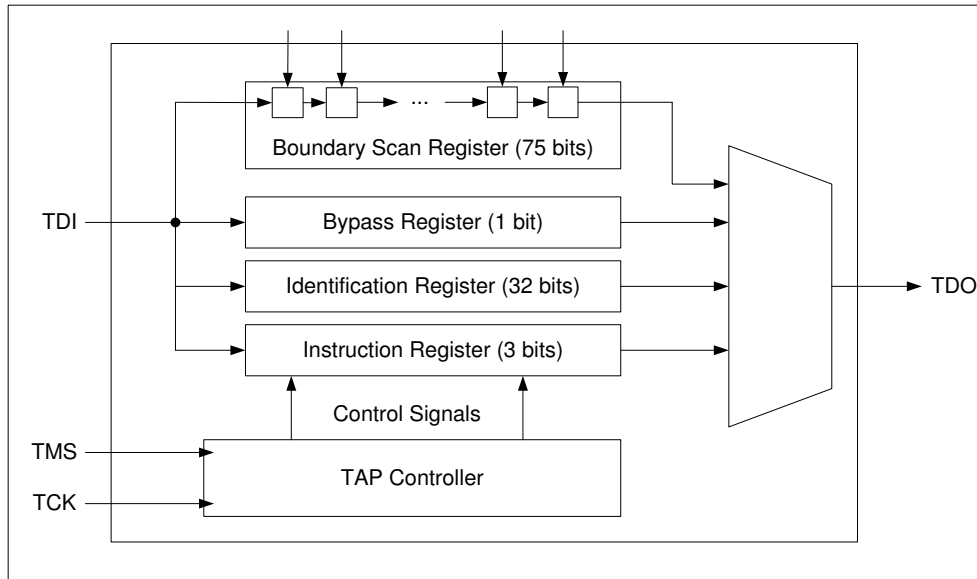 ...
Boundary Scan Register (75 bits)
TDI
Bypass Register (1 bit)
Identification Register (32 bits)
TDO
Instruction Register (3 bits)
Control Signals
TMS
TAP Controller
TCK